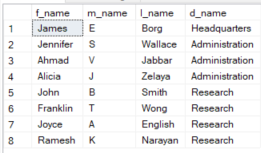 f_name m_name l_name d_name
1 James E Borg Headquarters
2 Jennifer S Wallace Administration
3 Ahmad V Jabbar Administration
4 Alicia J Zelaya Administration
5 John B Smith Research
6 Franklin T Wong Research
7 Joyce A English Research
8 Ramesh K Narayan Research